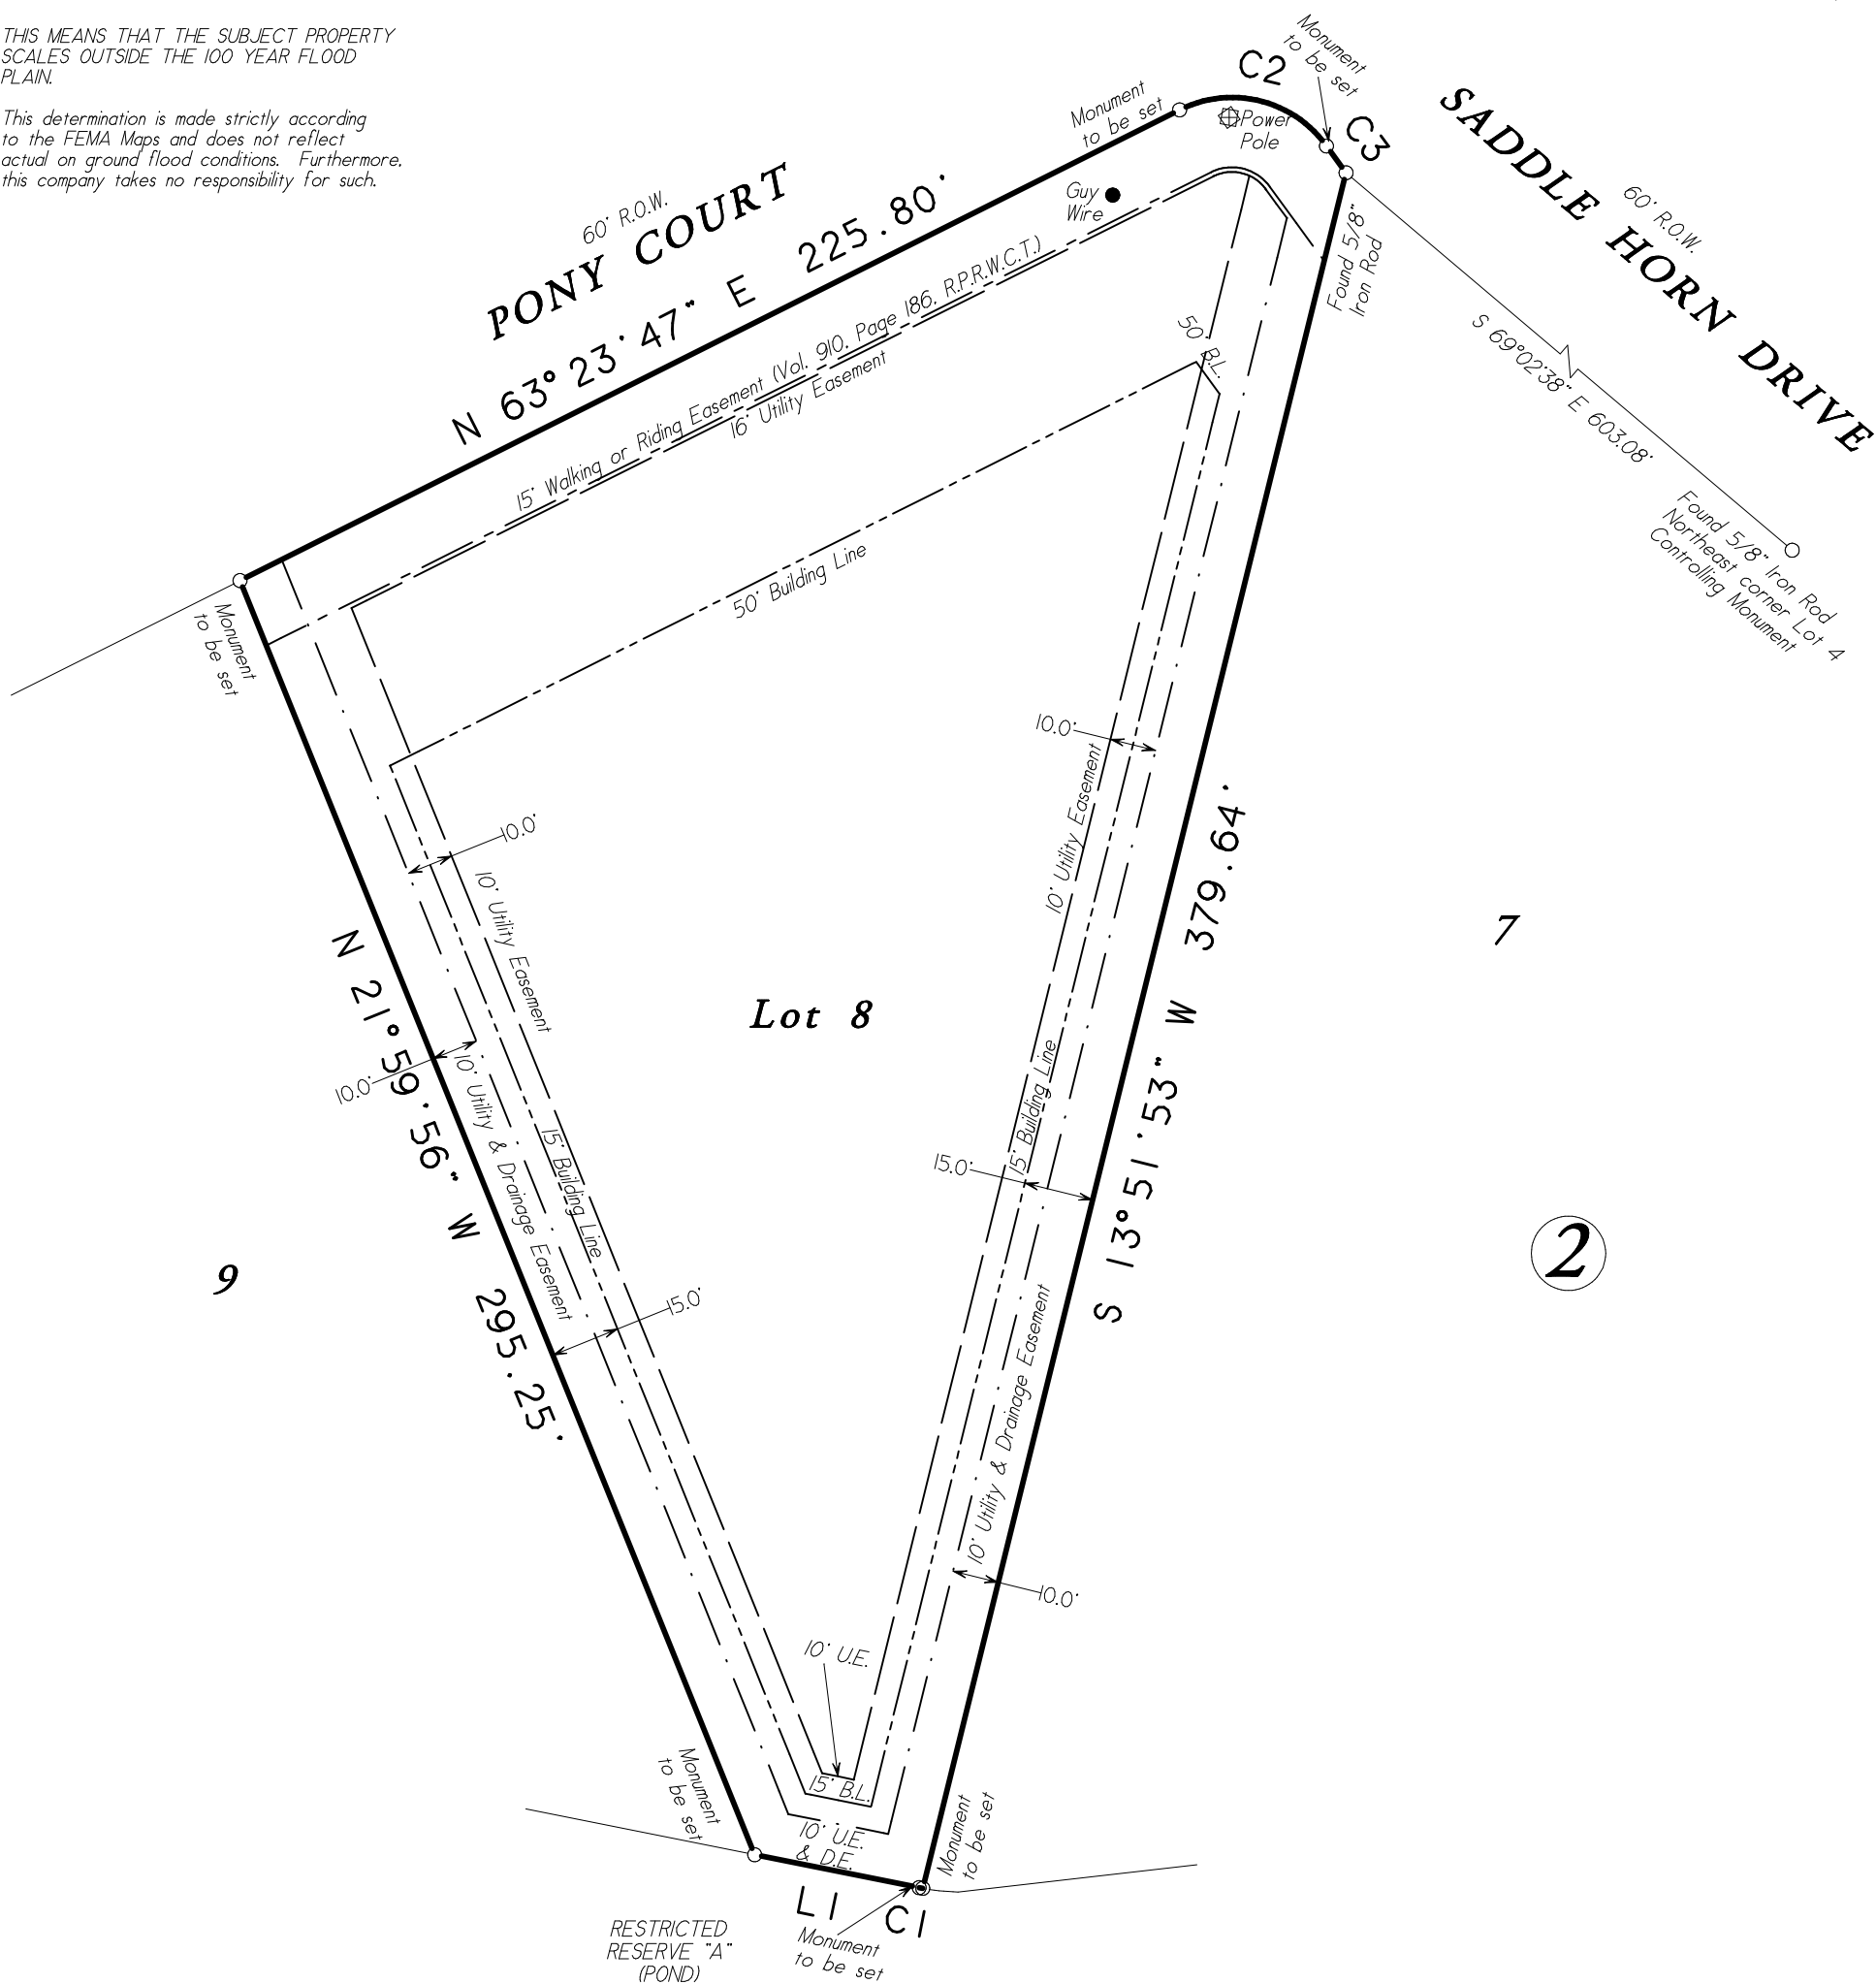 THIS MEANS THAT THE SUBJECT PROPERTY
SCALES OUTSIDE THE 100 YEAR FLOOD
PLAIN.
This determination is made strictly according
to the FEMA Maps and does not reflect
actual on ground flood conditions. Furthermore,
this company takes no responsibility for such.
Monument
to be set
C2
Monument
to be set
C3
Power
Pole
Guy
Wire
SADDLE HORN DRIVE
60' R.O.W.
60' R.O.W.
PONY COURT
N 63°23'47" E 225.80'
15' Walking or Riding Easement (Vol. 910, Page 186, R.P.R.W.C.T.)
16' Utility Easement
50' B.L.
Found 5/8"
Iron Rod
S 69°02'38" E 603.08'
Found 5/8" Iron Rod
Northeast corner Lot 4
Controlling Monument
50' Building Line
Monument
to be set
10.0'
10' Utility Easement
10.0'
10' Utility Easement
N 21°59'56" W 295.25'
10.0'
10' Utility & Drainage Easement
15' Building Line
15.0'
Lot 8
S 13°51'53" W 379.64'
15' Building Line
15.0'
10' Utility & Drainage Easement
10.0'
7
9
2
10' U.E.
15' B.L.
10' U.E.
& D.E.
Monument
to be set
Monument
to be set
L1
C1
Monument
to be set
RESTRICTED
RESERVE "A"
(POND)